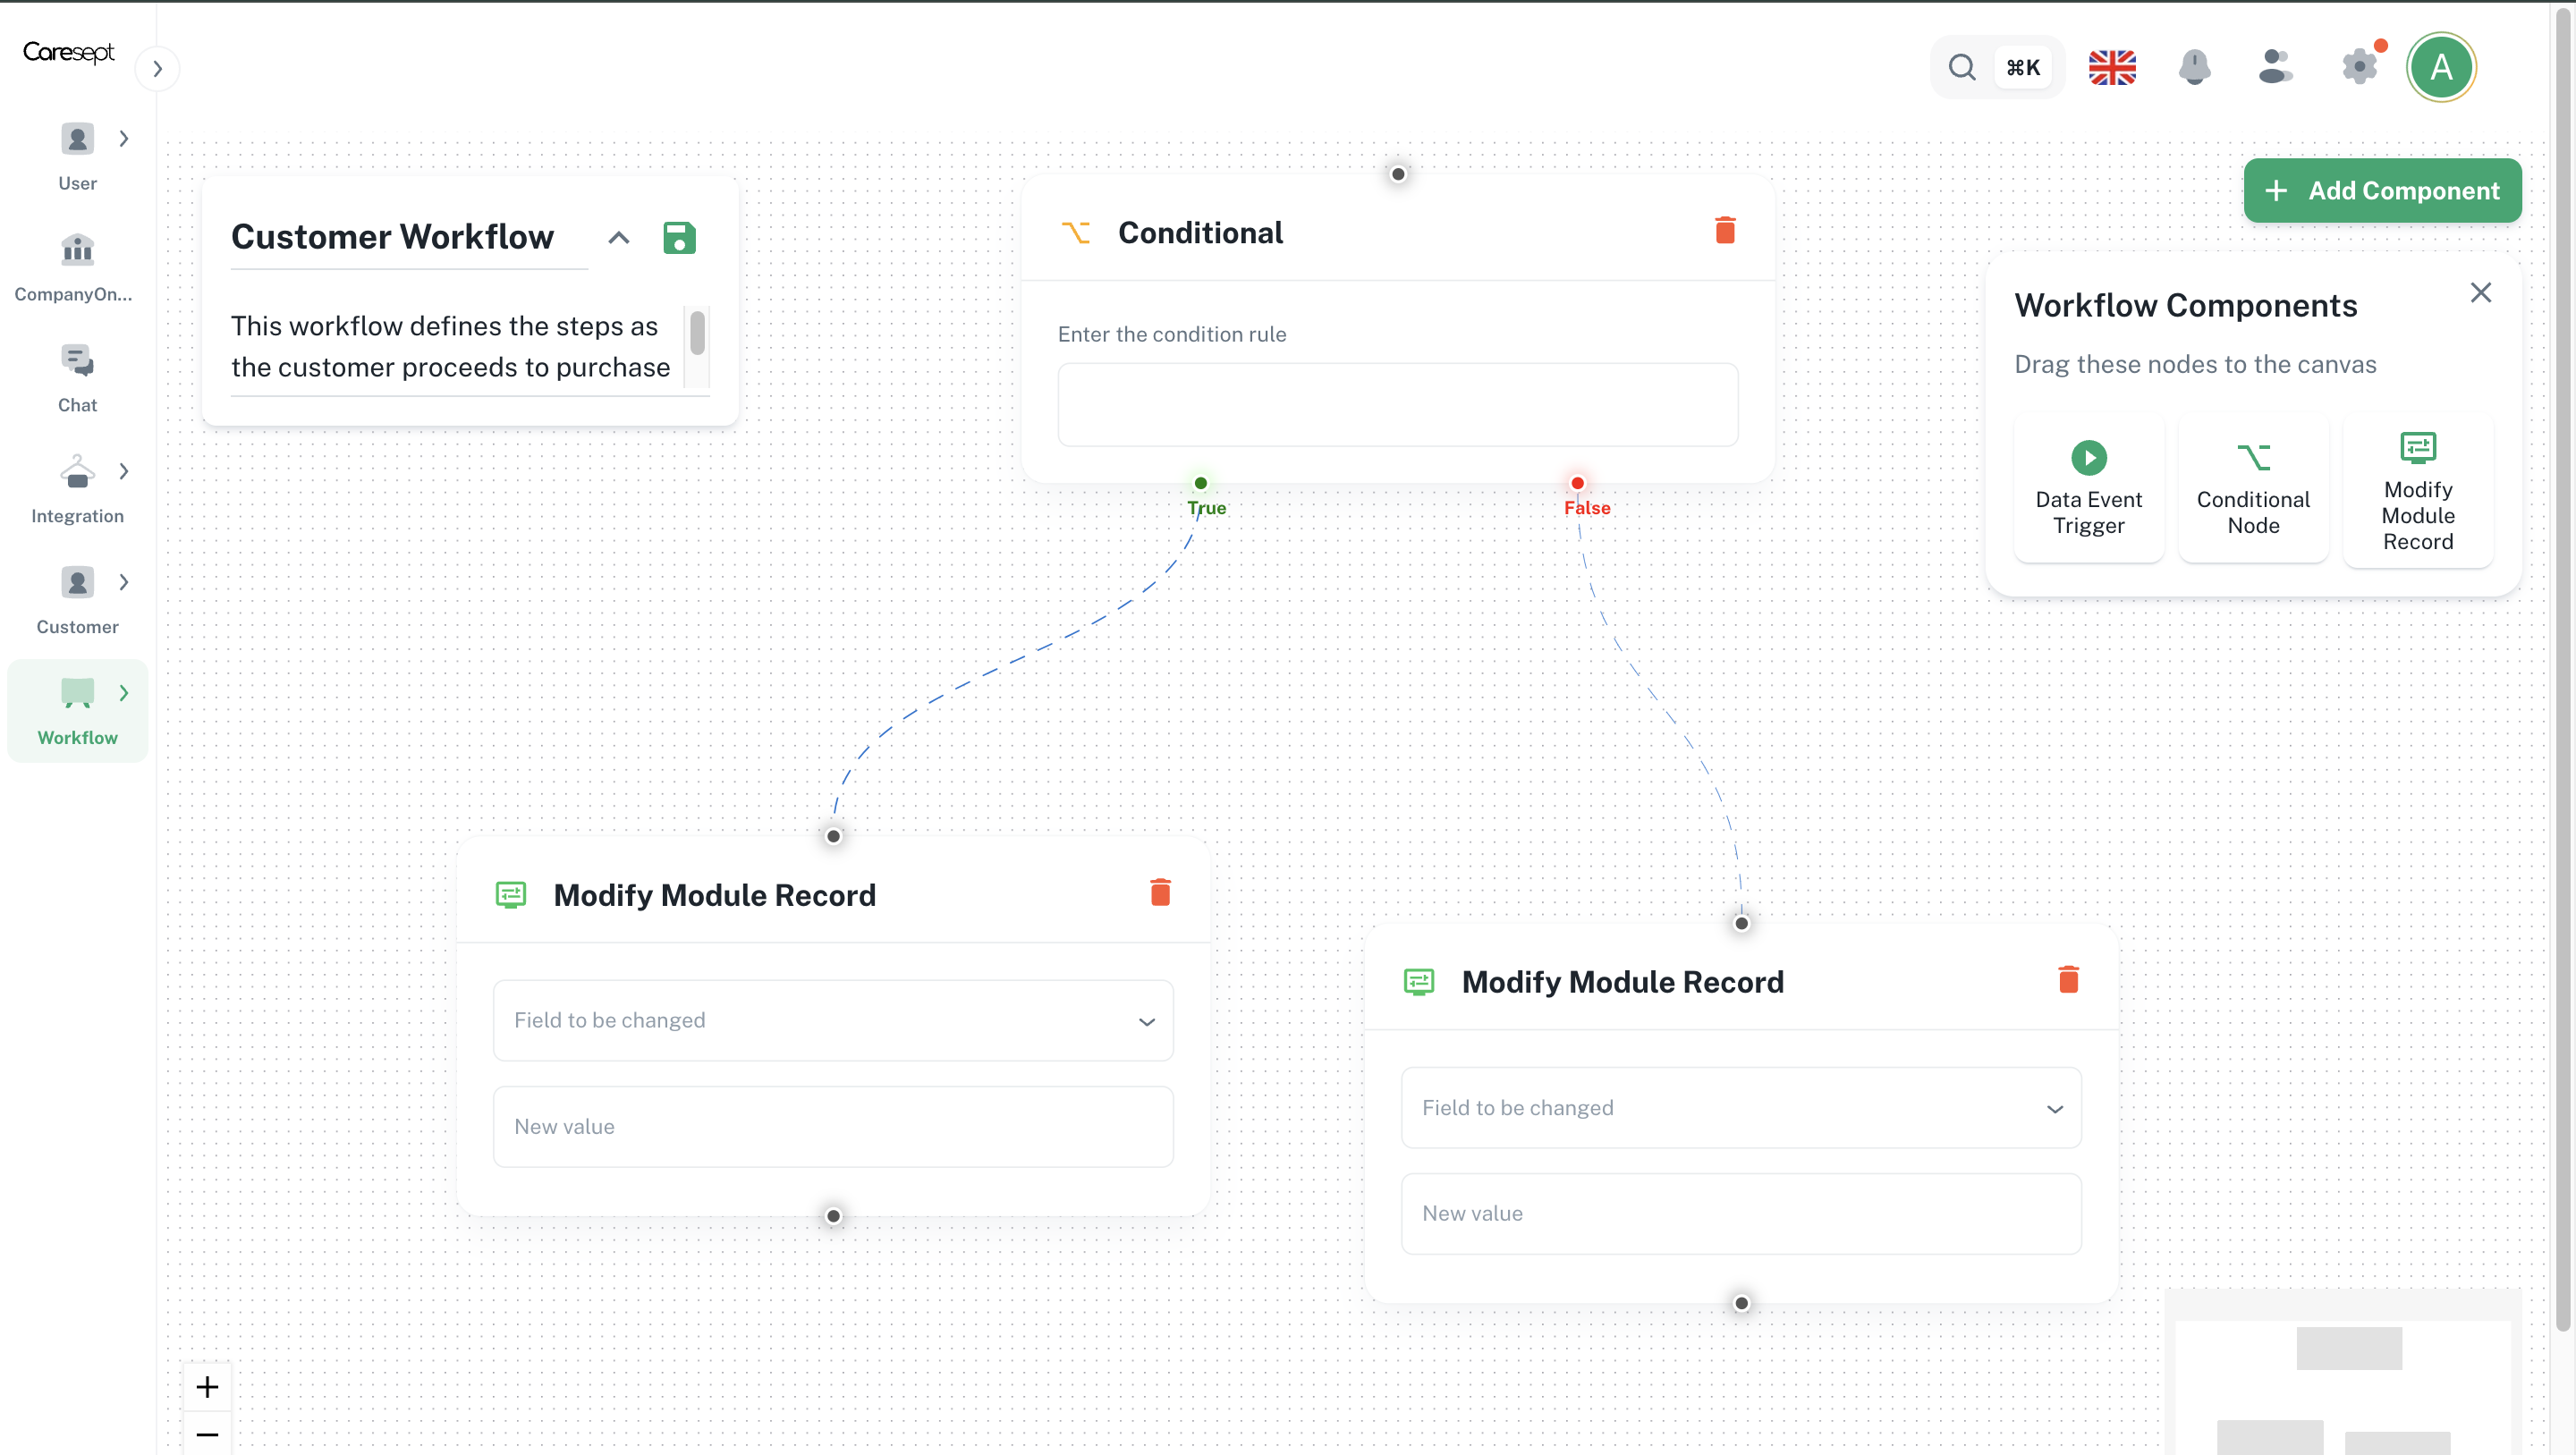 Caresept
⌘K
A
User
CompanyOn...
Chat
Integration
Customer
Workflow
Customer Workflow
This workflow defines the steps as
the customer proceeds to purchase
Conditional
Enter the condition rule
True
False
Add Component
Workflow Components
Drag these nodes to the canvas
Data Event
Trigger
Conditional
Node
Modify
Module
Record
Modify Module Record
Field to be changed
New value
Modify Module Record
Field to be changed
New value